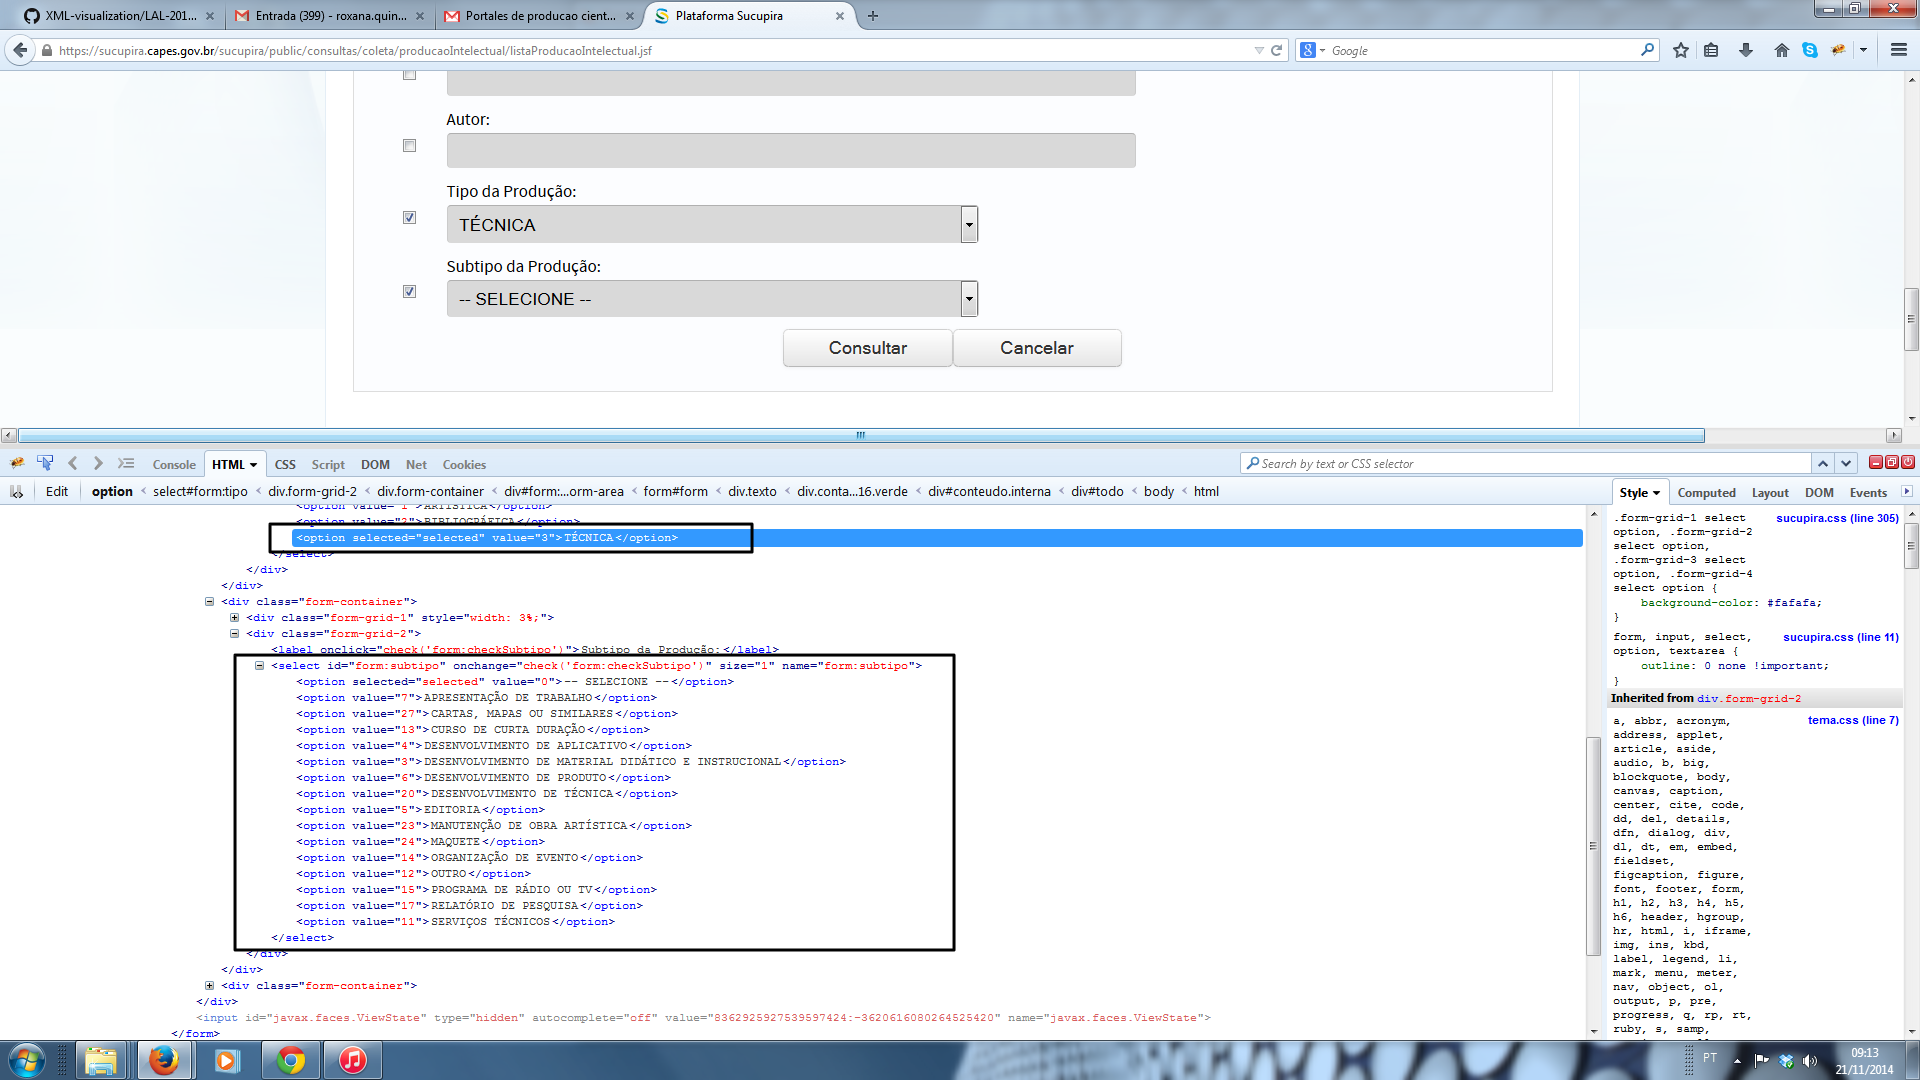 XML-visualization/LAL-201...
Entrada (399) - roxana.quin...
Portales de producao cient...
Plataforma Sucupira
https://sucupira.capes.gov.br/sucupira/public/consultas/coleta/producaoIntelectual/listaProducaoIntelectual.jsf
Google
Autor:
Tipo da Produção:
TÉCNICA
Subtipo da Produção:
-- SELECIONE --
Consultar
Cancelar
Console HTML CSS Script DOM Net Cookies
Search by text or CSS selector
Edit option < select#form:tipo < div.form-grid-2 < div.form-container < div#form:...orm-area < form#form < div.texto < div.conta...16.verde < div#conteudo.interna < div#todo < body < html
Style Computed Layout DOM Events
<option value="1">ARTÍSTICA</option>
<option value="2">BIBLIOGRÁFICA</option>
<option selected="selected" value="3">TÉCNICA</option>
</select>
</div>
</div>
<div class="form-container">
<div class="form-grid-1" style="width: 3%;">
<div class="form-grid-2">
<label onclick="check('form:checkSubtipo')">Subtipo da Produção:</label>
<select id="form:subtipo" onchange="check('form:checkSubtipo')" size="1" name="form:subtipo">
<option selected="selected" value="0">-- SELECIONE --</option>
<option value="7">APRESENTAÇÃO DE TRABALHO</option>
<option value="27">CARTAS, MAPAS OU SIMILARES</option>
<option value="13">CURSO DE CURTA DURAÇÃO</option>
<option value="4">DESENVOLVIMENTO DE APLICATIVO</option>
<option value="3">DESENVOLVIMENTO DE MATERIAL DIDÁTICO E INSTRUCIONAL</option>
<option value="6">DESENVOLVIMENTO DE PRODUTO</option>
<option value="20">DESENVOLVIMENTO DE TÉCNICA</option>
<option value="5">EDITORIA</option>
<option value="23">MANUTENÇÃO DE OBRA ARTÍSTICA</option>
<option value="24">MAQUETE</option>
<option value="14">ORGANIZAÇÃO DE EVENTO</option>
<option value="12">OUTRO</option>
<option value="15">PROGRAMA DE RÁDIO OU TV</option>
<option value="17">RELATÓRIO DE PESQUISA</option>
<option value="11">SERVIÇOS TÉCNICOS</option>
</select>
</div>
</div>
<div class="form-container">
</div>
<input id="javax.faces.ViewState" type="hidden" autocomplete="off" value="8362925927539597424:-3620616080264525420" name="javax.faces.ViewState">
</form>
.form-grid-1 select sucupira.css (line 305)
option, .form-grid-2
select option,
.form-grid-3 select
option, .form-grid-4
select option {
background-color: #fafafa;
}
form, input, select, sucupira.css (line 11)
option, textarea {
outline: 0 none !important;
}
Inherited from div.form-grid-2
a, abbr, acronym, tema.css (line 7)
address, applet,
article, aside,
audio, b, big,
blockquote, body,
canvas, caption,
center, cite, code,
dd, del, details,
dfn, dialog, div,
dl, dt, em, embed,
fieldset,
figcaption, figure,
font, footer, form,
h1, h2, h3, h4, h5,
h6, header, hgroup,
hr, html, i, iframe,
img, ins, kbd,
label, legend, li,
mark, menu, meter,
nav, object, ol,
output, p, pre,
progress, q, rp, rt,
ruby, s, samp,
PT
09:13
21/11/2014